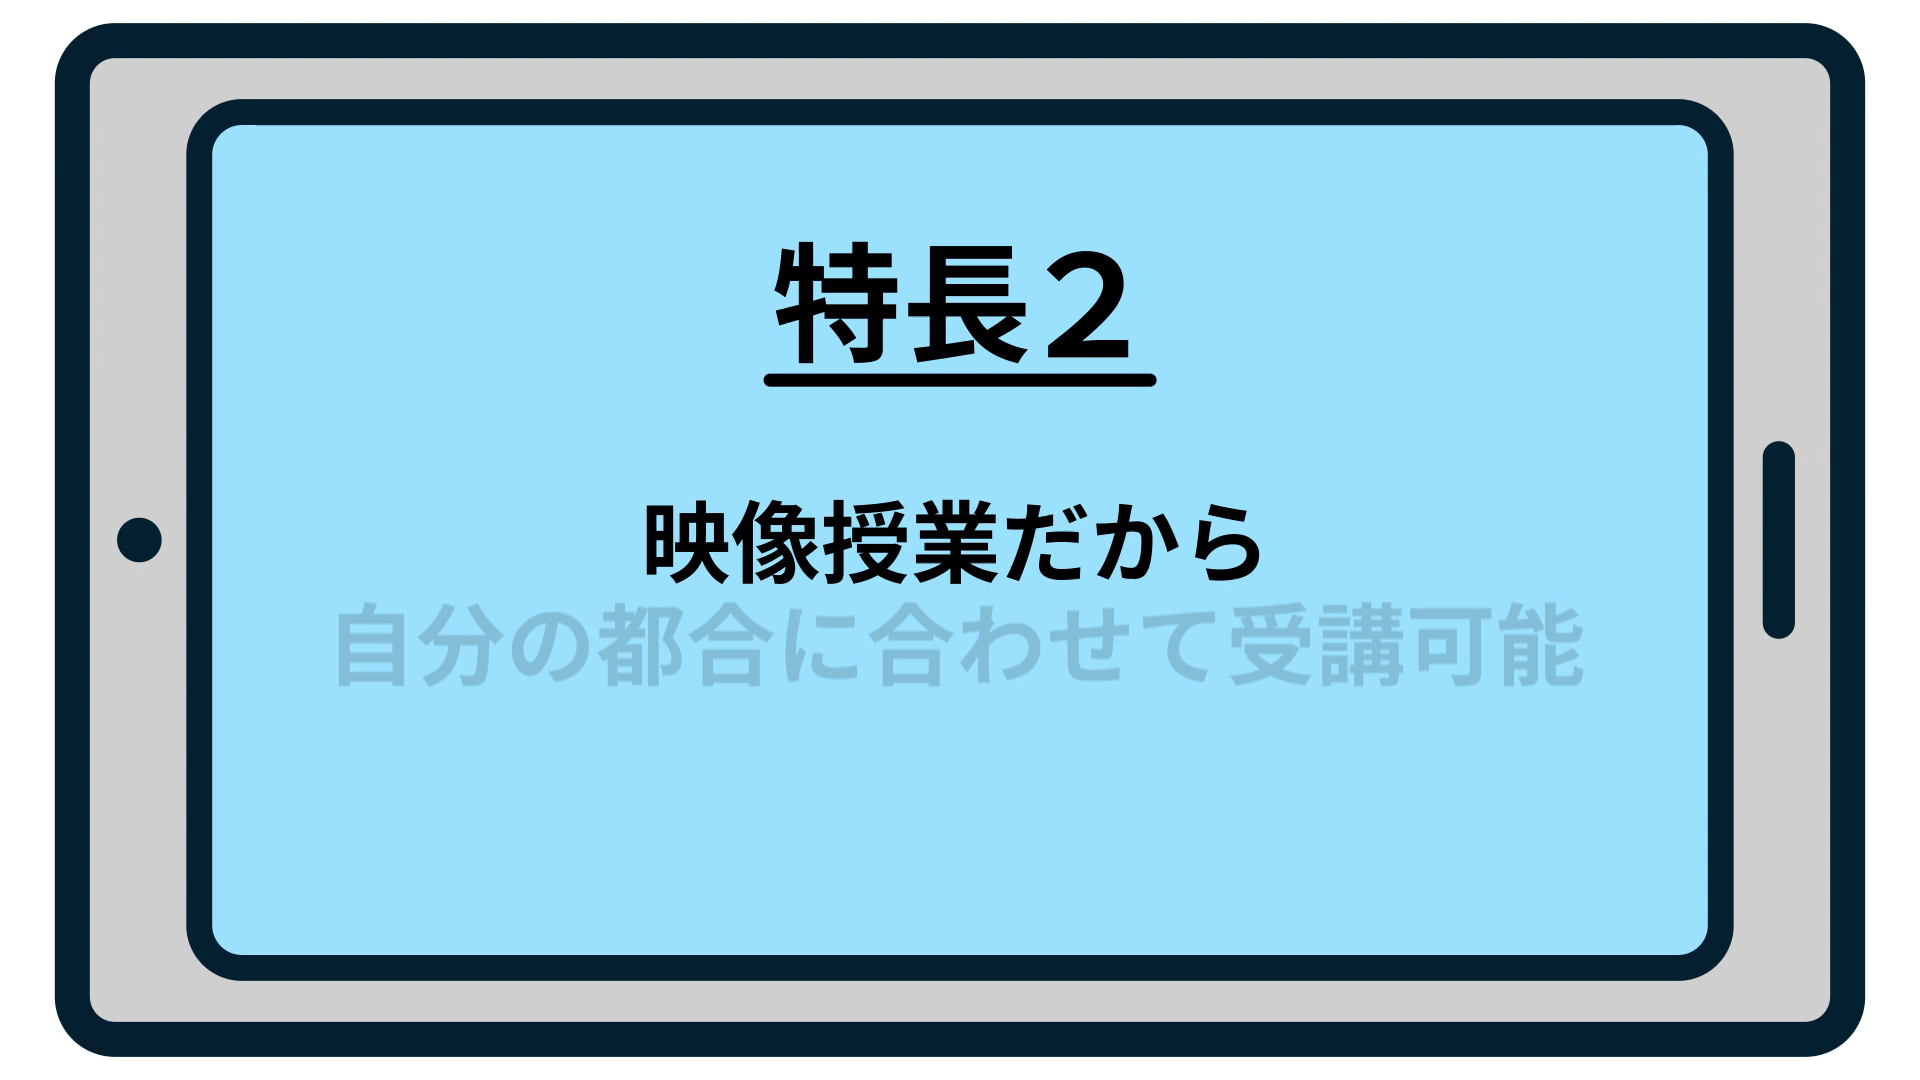 特長２
映像授業だから
自分の都合に合わせて受講可能